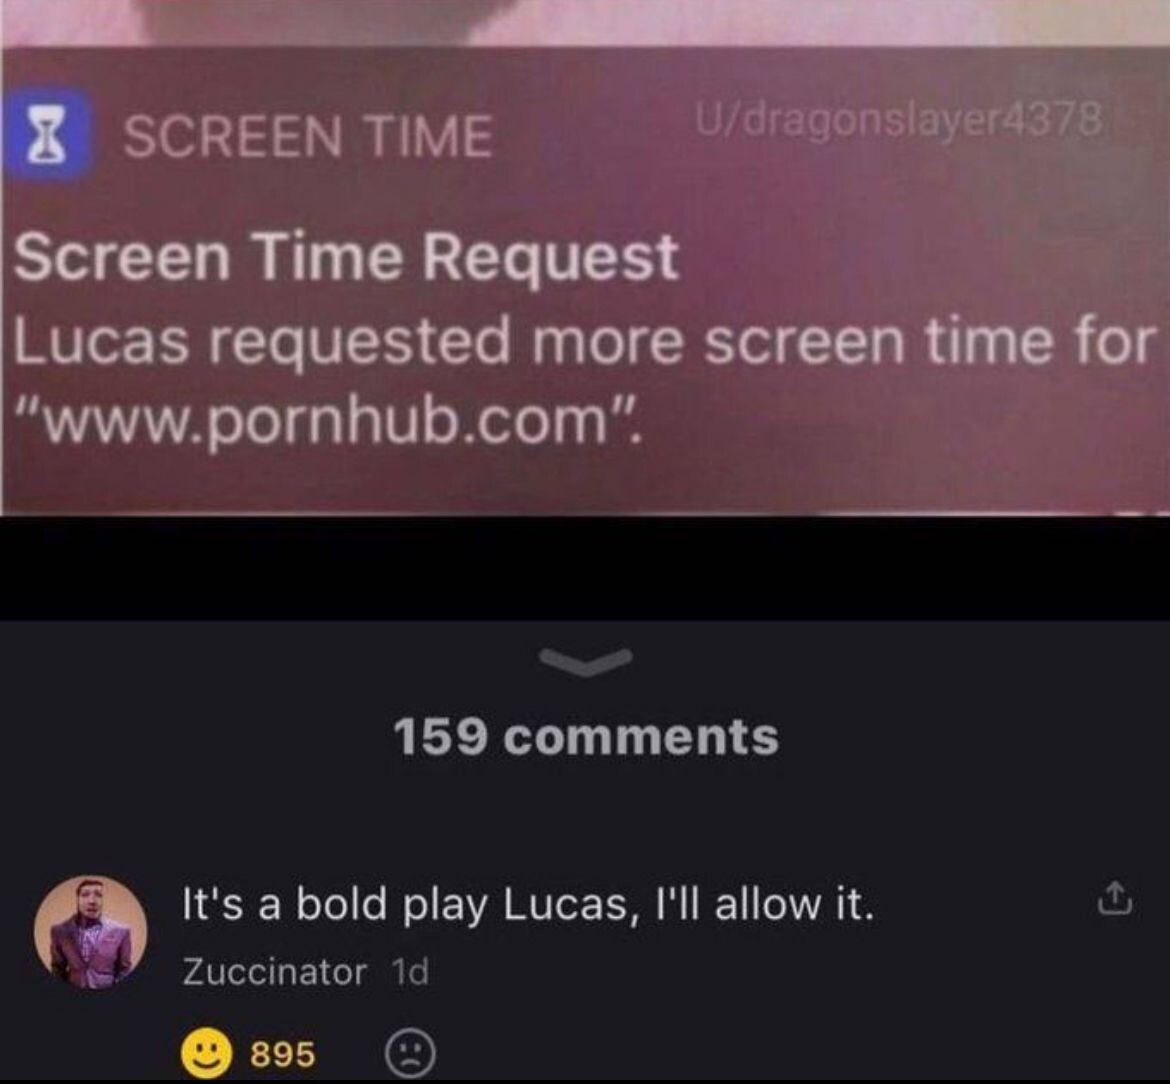 SCREEN TIME
U/dragonslayer4378
Screen Time Request
Lucas requested more screen time for
“www.pornhub.com”.
159 comments
It's a bold play Lucas, I'll allow it.
Zuccinator 1d
895